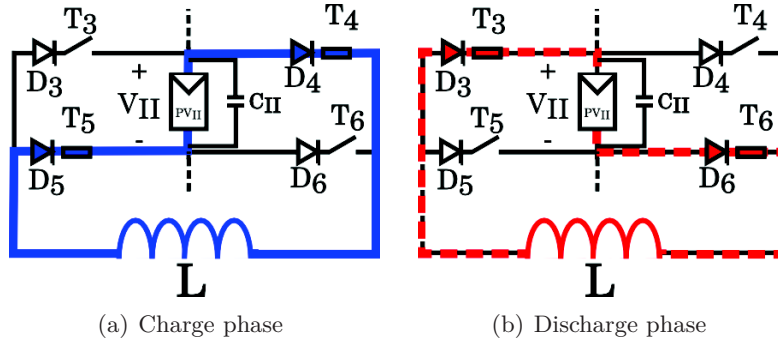 T3
T4
+
D3
VII
PVII
CII
D4
T5
-
T6
D5
D6
L
(a) Charge phase
T3
T4
+
D3
VII
PVII
CII
D4
T5
-
T6
D5
D6
L
(b) Discharge phase